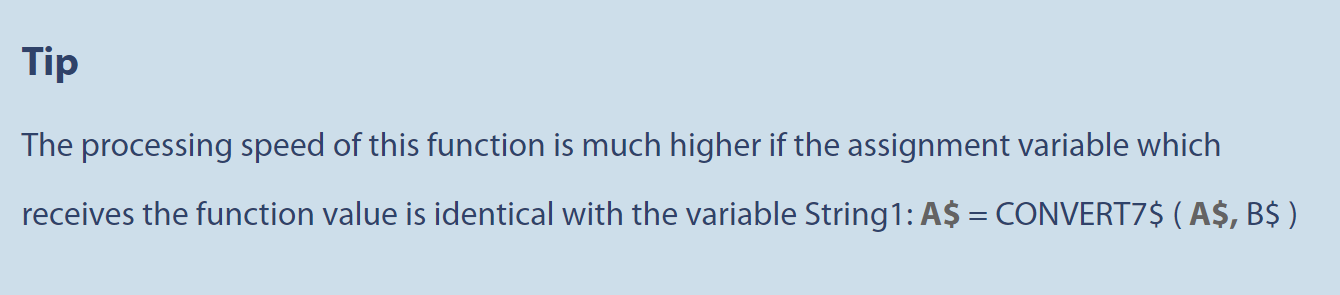 Tip
The processing speed of this function is much higher if the assignment variable which
receives the function value is identical with the variable String1: A$ = CONVERT7$ ( A$, B$ )